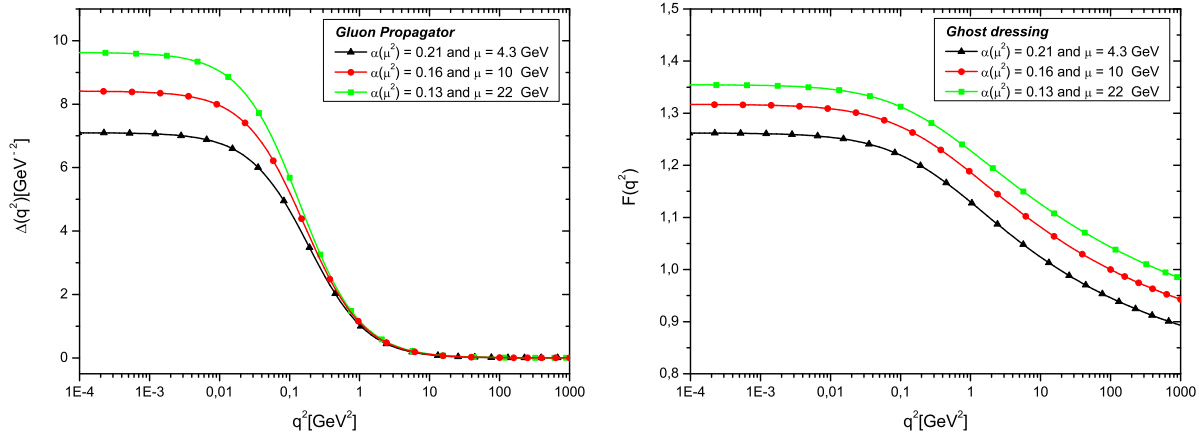 Gluon Propagator
α(μ²) = 0.21 and μ = 4.3 GeV
α(μ²) = 0.16 and μ = 10 GeV
α(μ²) = 0.13 and μ = 22 GeV
10
8
6
4
2
0
Δ(q²)[GeV⁻²]
1E-4 1E-3 0,01 0,1 1 10 100 1000
q²[GeV²]
Ghost dressing
α(μ²) = 0.21 and μ = 4.3 GeV
α(μ²) = 0.16 and μ = 10 GeV
α(μ²) = 0.13 and μ = 22 GeV
1,5
1,4
1,3
1,2
1,1
1,0
0,9
0,8
F(q²)
1E-4 1E-3 0,01 0,1 1 10 100 1000
q²[GeV²]